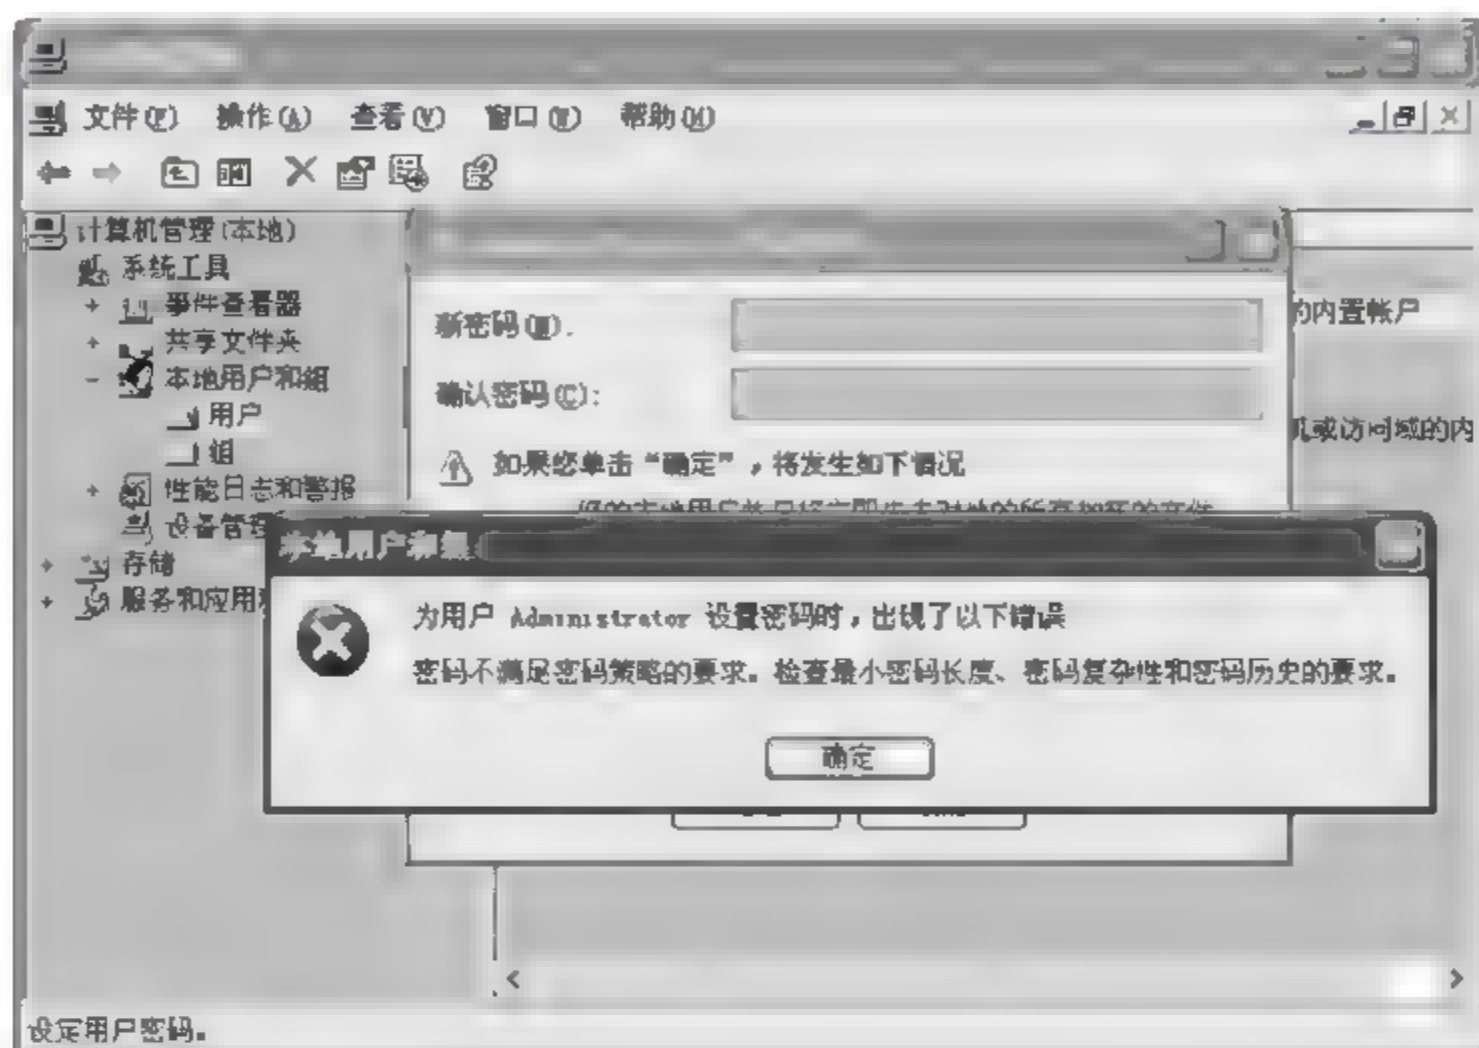 文件(F) 操作(A) 查看(V) 窗口(W) 帮助(H)
计算机管理(本地)
系统工具
事件查看器
共享文件夹
本地用户和组
用户
组
性能日志和警报
设备管理
存储
服务和应用
新密码(N):
确认密码(C):
如果您单击“确定”，将发生如下情况
的内置帐户
机或访问域的内
本地用户和组
为用户 Administrator 设置密码时，出现了以下错误
密码不满足密码策略的要求。检查最小密码长度、密码复杂性和密码历史的要求。
确定
设定用户密码。